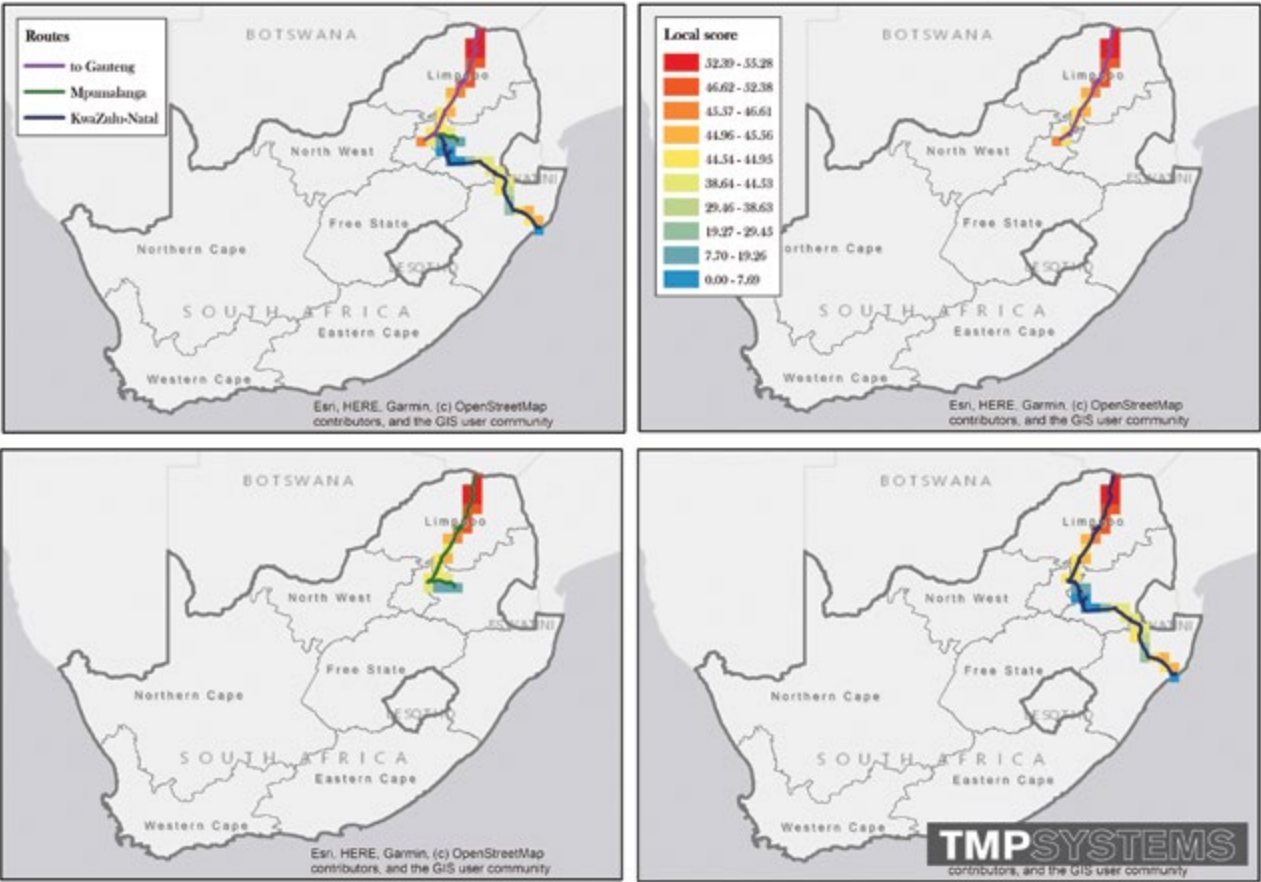 Routes
to Gauteng
Mpumalanga
KwaZulu-Natal
BOTSWANA
Limpopo
North West
Free State
Northern Cape
LESOTHO
SOUTH AFRICA
Eastern Cape
Western Cape
Esri, HERE, Garmin, (c) OpenStreetMap
contributors, and the GIS user community
Local score
52.39 - 55.28
46.62 - 52.38
45.57 - 46.61
44.96 - 45.56
44.54 - 44.95
38.64 - 44.53
29.46 - 38.63
19.27 - 29.45
7.70 - 19.26
0.00 - 7.69
BOTSWANA
Limpopo
North West
ESWATINI
Free State
orthern Cape
LESOTHO
SOUTH AFRICA
Eastern Cape
Western Cape
Esri, HERE, Garmin, (c) OpenStreetMap
contributors, and the GIS user community
BOTSWANA
Limpopo
North West
ESWATINI
Free State
Northern Cape
LESOTHO
SOUTH AFRICA
Eastern Cape
Western Cape
Esri, HERE, Garmin, (c) OpenStreetMap
contributors, and the GIS user community
BOTSWANA
Limpopo
North West
Free State
Northern Cape
LESOTHO
SOUTH AFRICA
Eastern Cape
Western Cape
TMPSYSTEMS
contributors, and the GIS user community